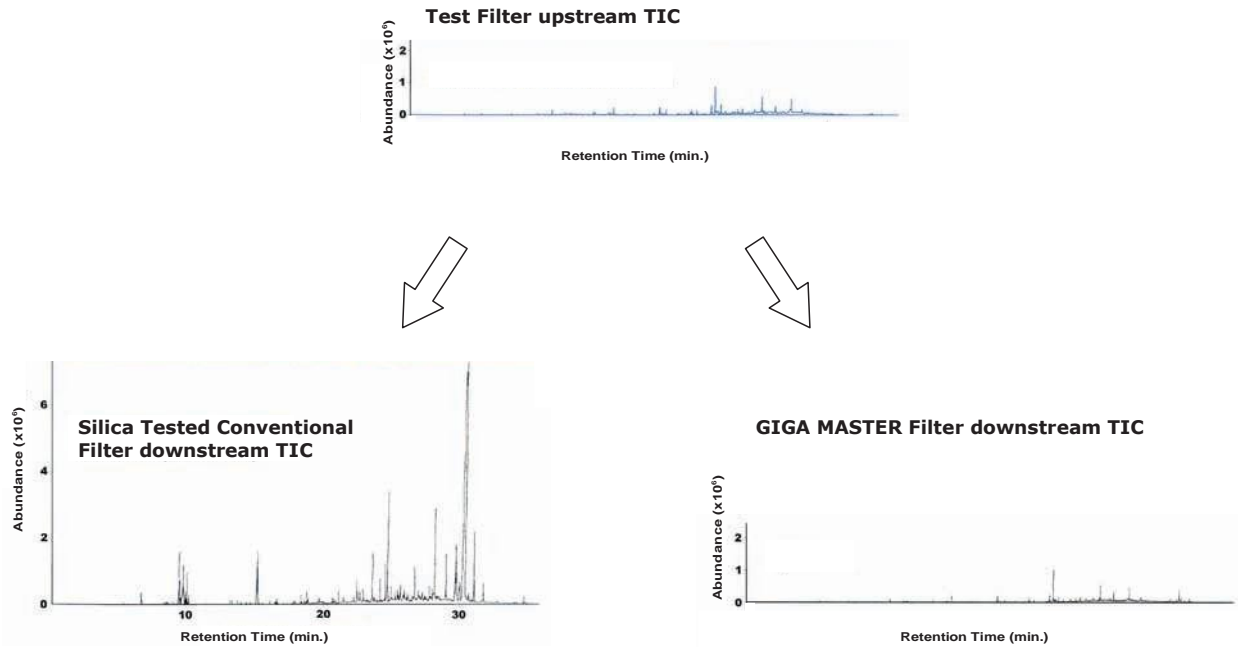 Test Filter upstream TIC
Abundance (x10⁶)
2
1
0
Retention Time (min.)
Silica Tested Conventional
Filter downstream TIC
Abundance (x10⁶)
6
4
2
0
10
20
30
Retention Time (min.)
GIGA MASTER Filter downstream TIC
Abundance (x10⁶)
2
1
0
Retention Time (min.)